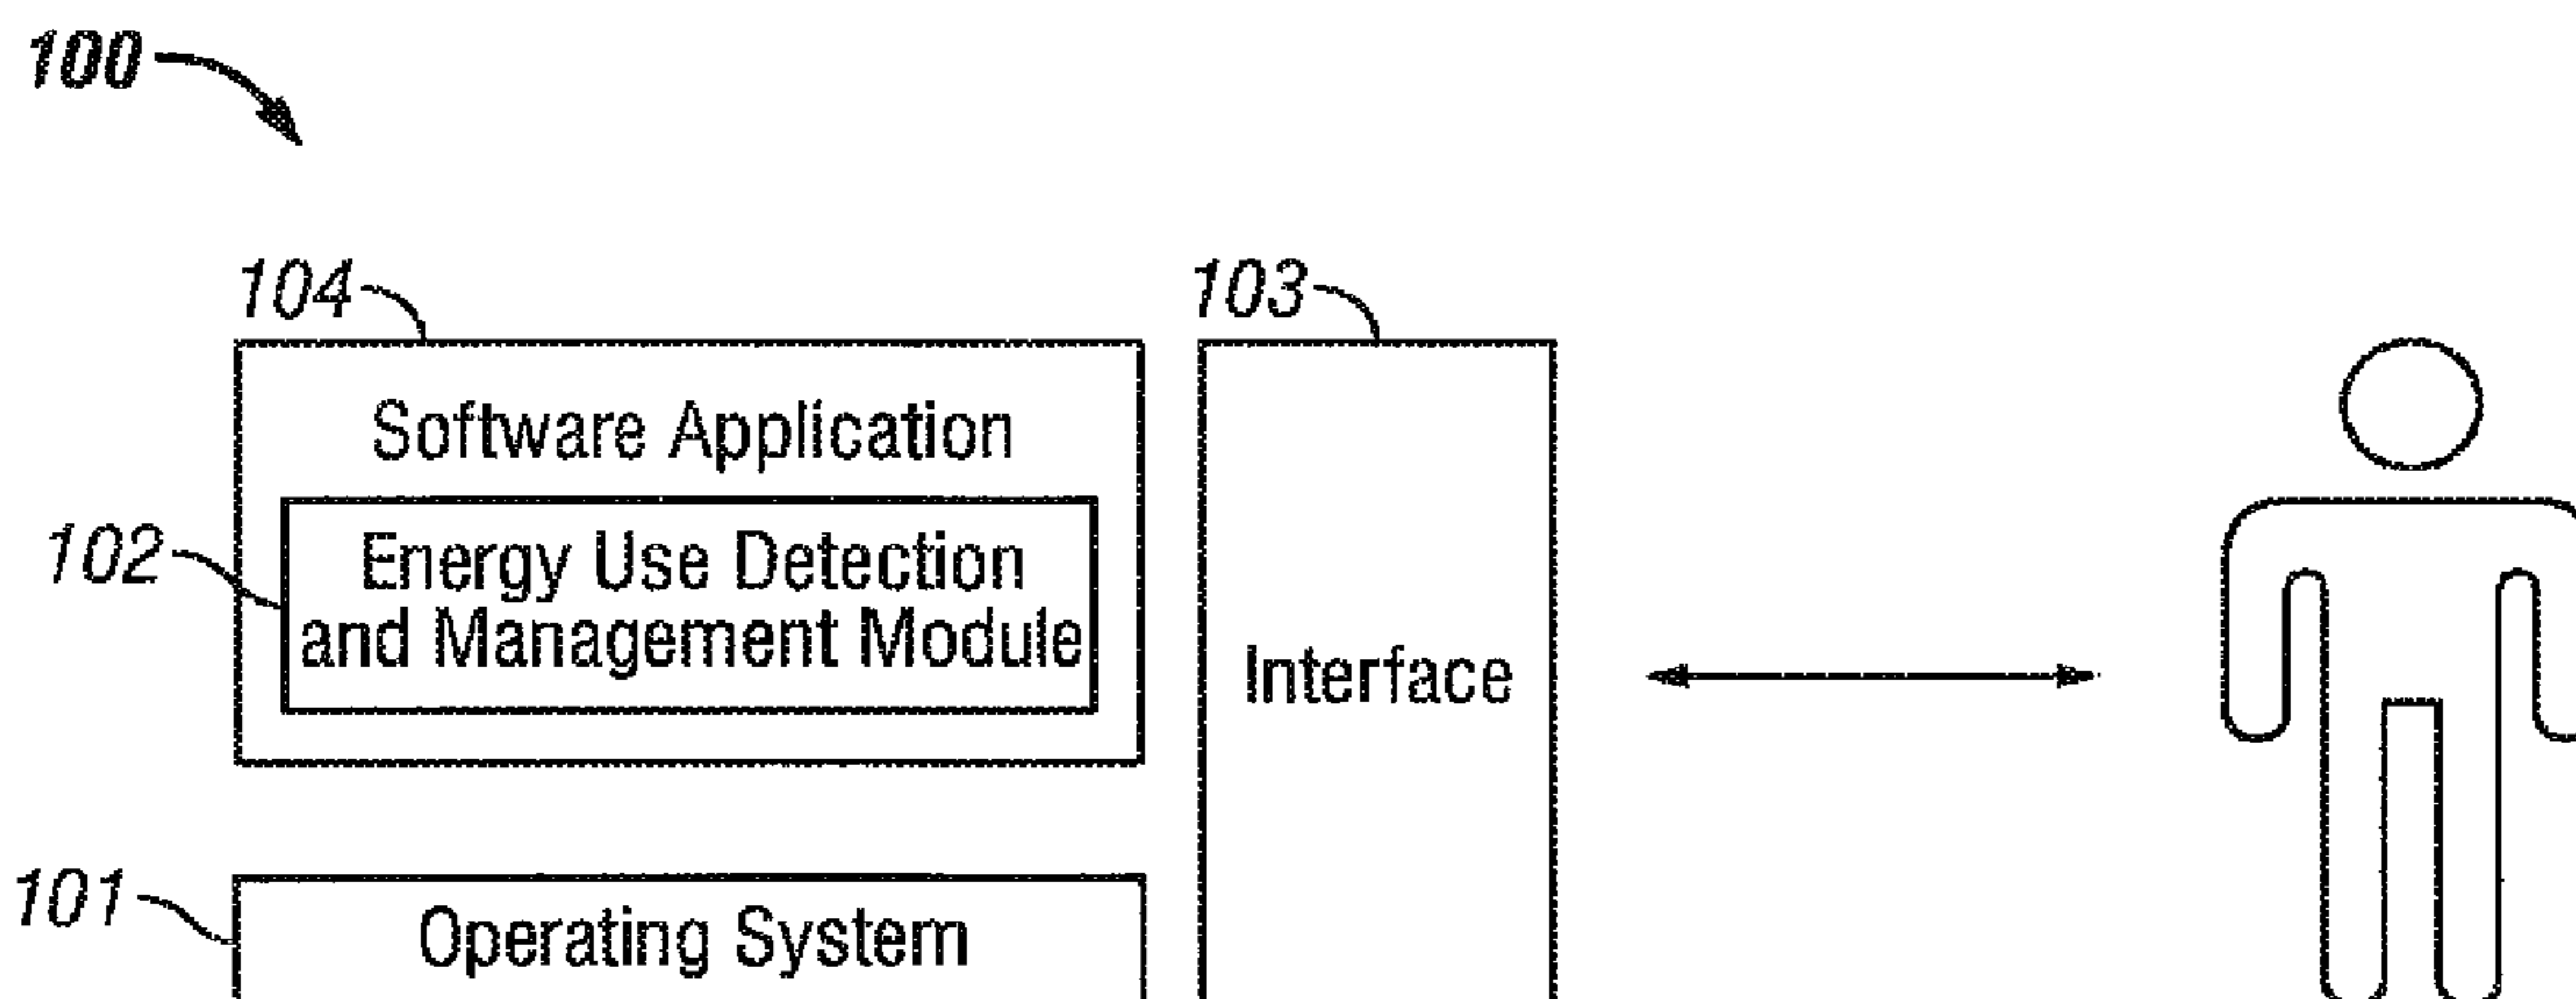 100
104
103
Software Application
102
Energy Use Detection
and Management Module
Interface
101
Operating System